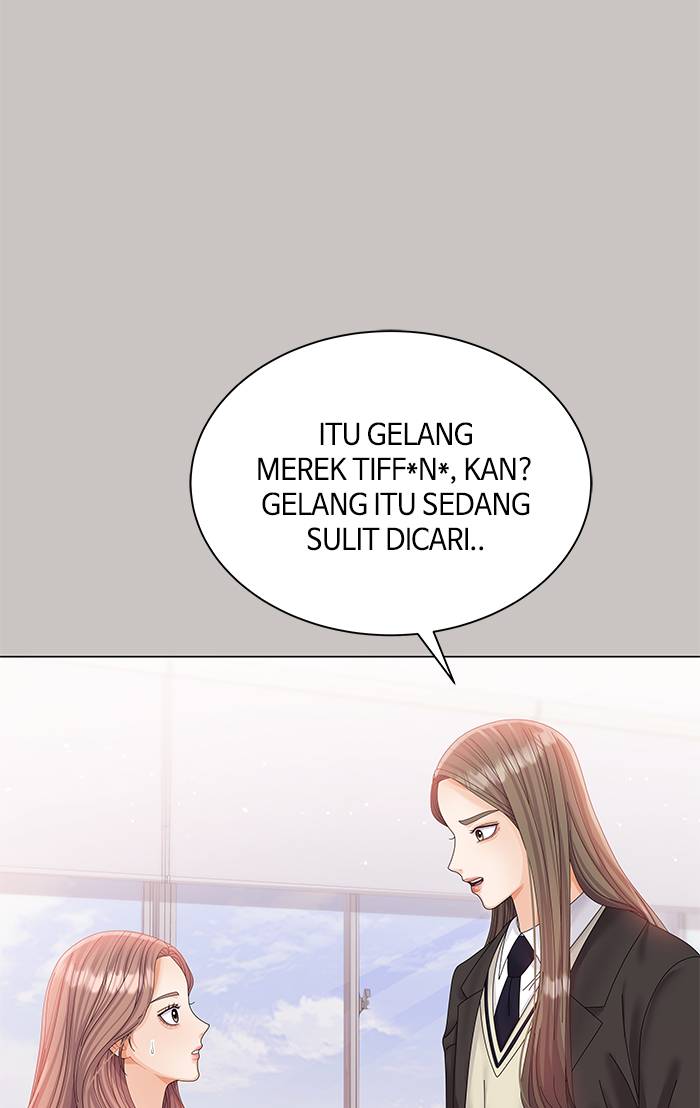 ITU GELANG
MEREK TIFF*N*, KAN?
GELANG ITU SEDANG
SULIT DICARI..